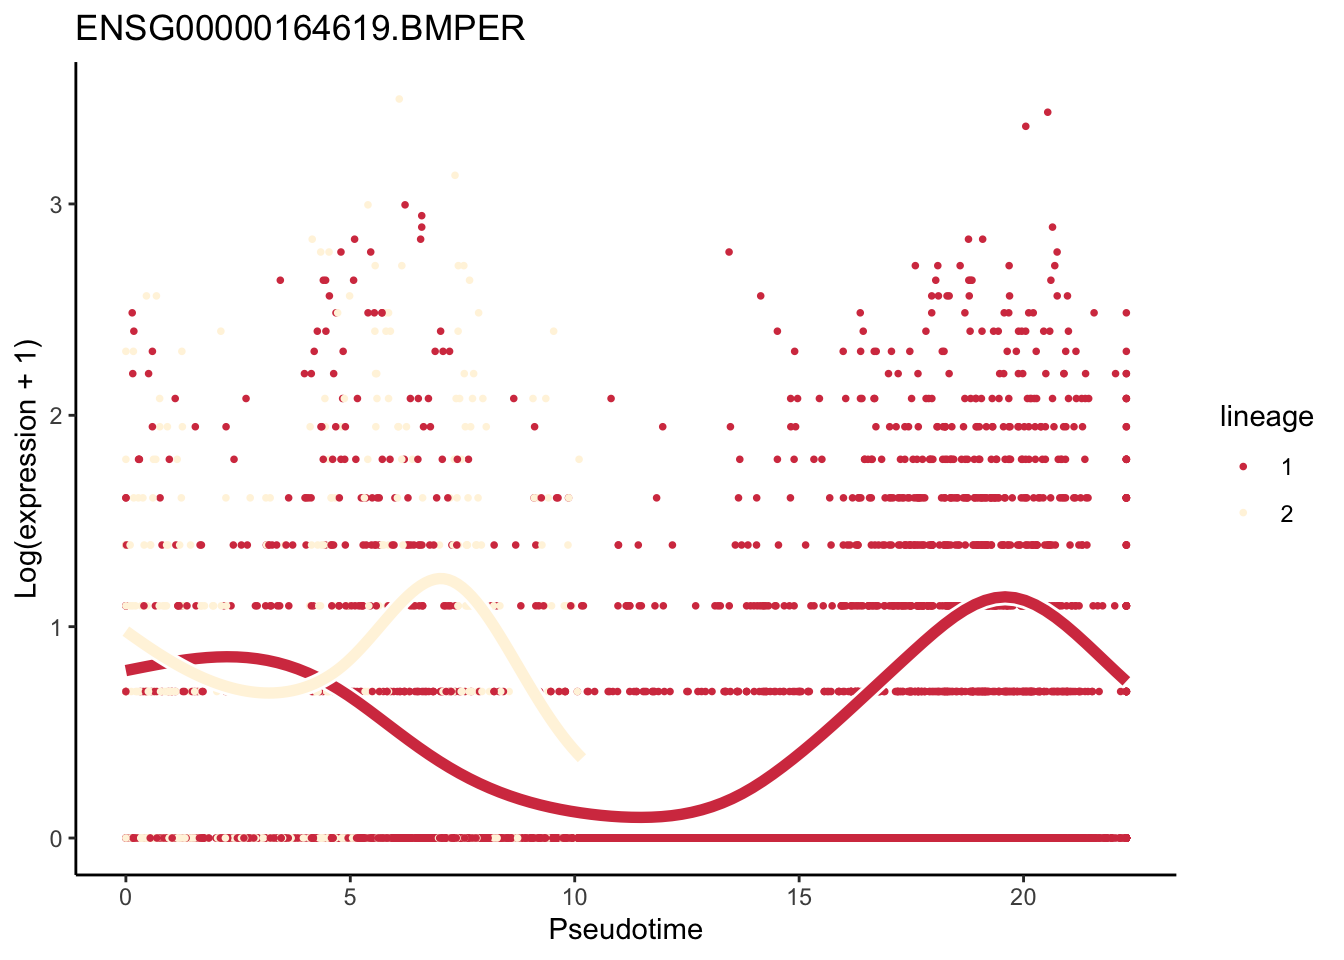 ENSG00000164619.BMPER
Log(expression + 1)
3
2
1
0
0 5 10 15 20
Pseudotime
lineage
1
2